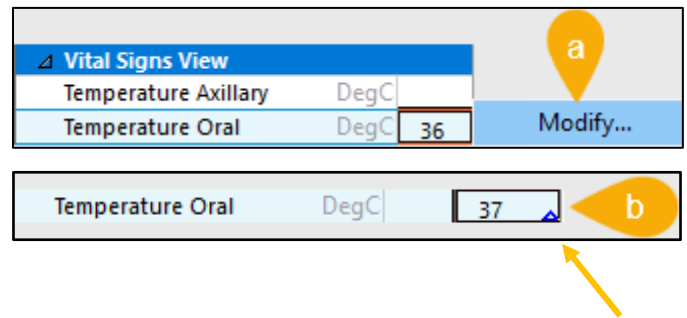 Vital Signs View
a
Temperature Axillary DegC
Temperature Oral DegC 36 Modify...
Temperature Oral DegC 37 b